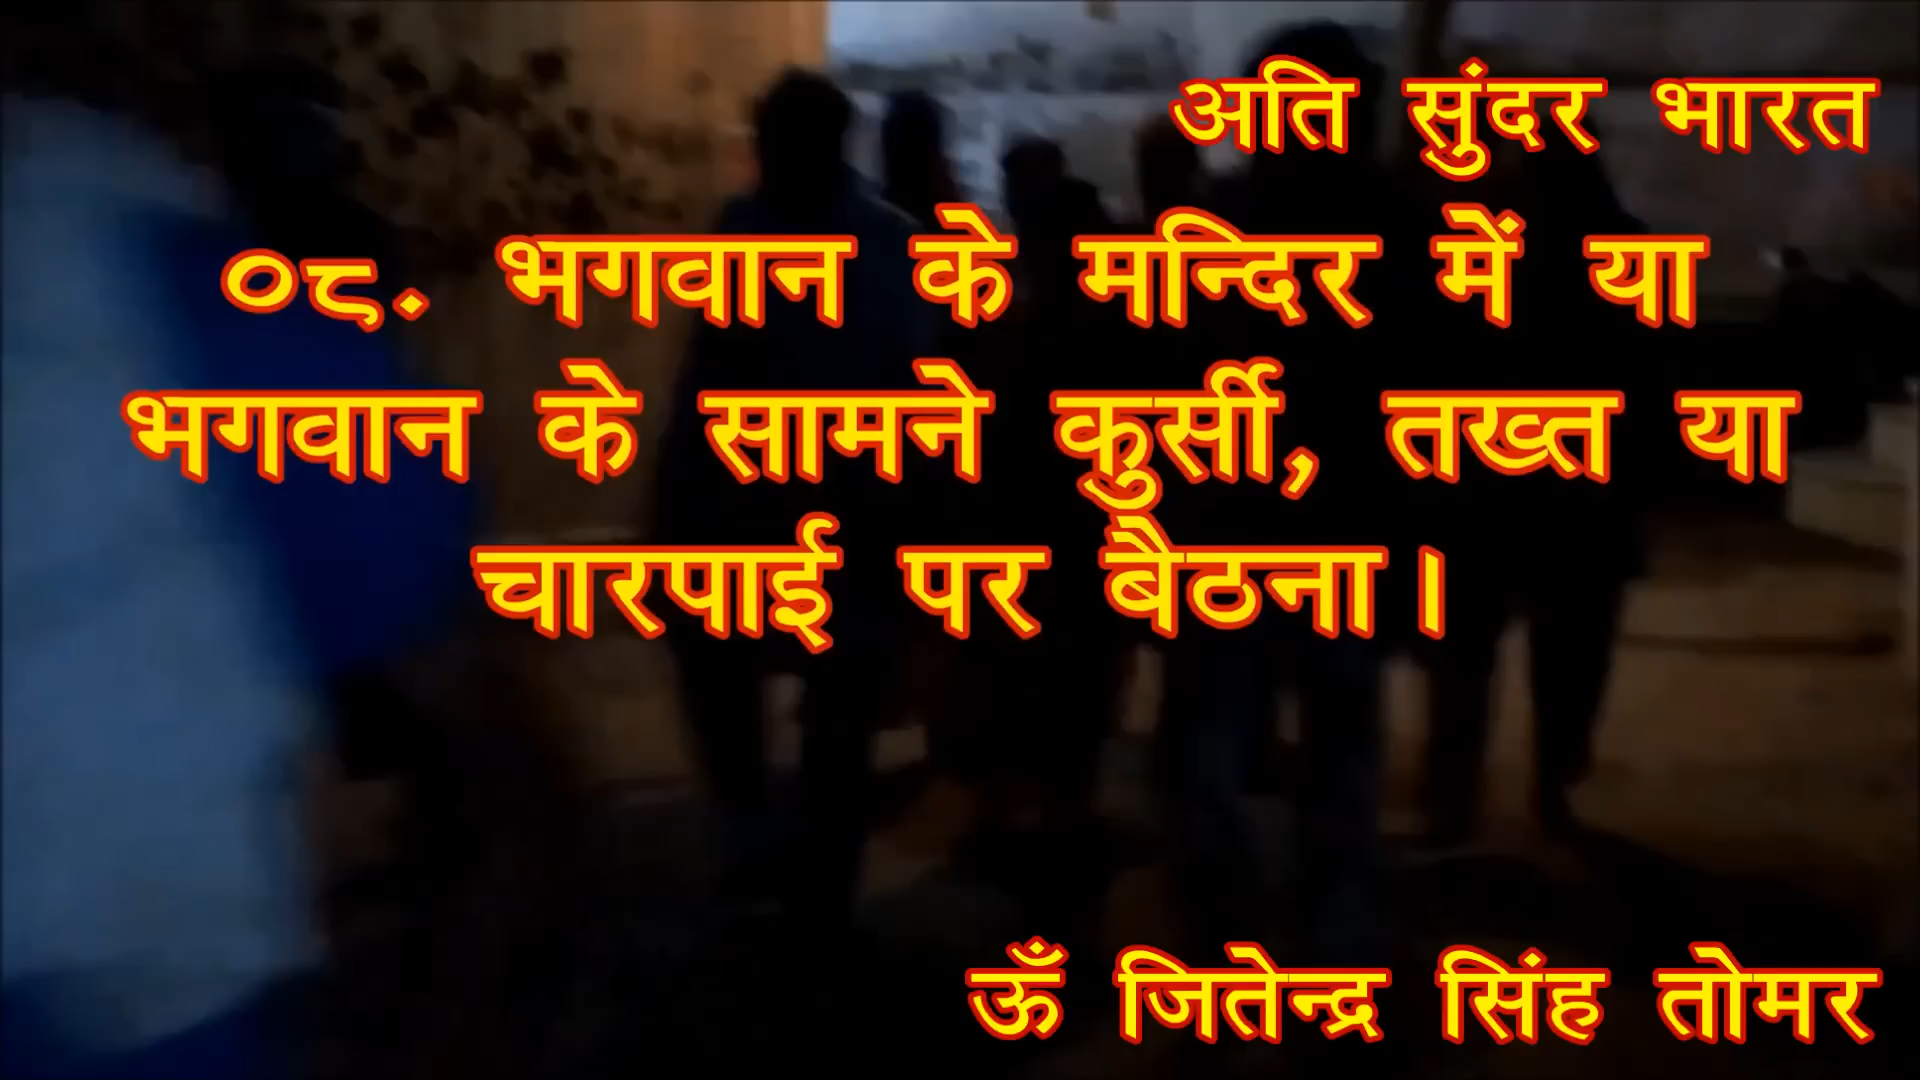 अति सुंदर भारत
०८. भगवान के मन्दिर में या
भगवान के सामने कुर्सी, तख्त या
चारपाई पर बैठना।
ऊँ जितेन्द्र सिंह तोमर